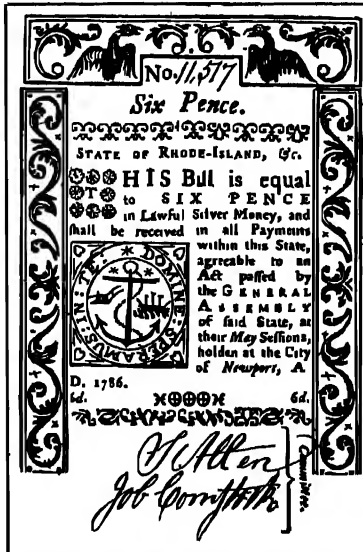 No. 11,517
Six Pence.
STATE OF RHODE-ISLAND, &c.
THIS Bill is equal
to SIX PENCE
in Lawful Silver Money, and
shall be received in all Payments
within this State,
agreeable to an
Act passed by
the GENERAL
ASSEMBLY
of said State, at
their May Sessions,
holden at the City
of Newport, A.
D. 1786.
IN: TE: DOMINE: SPERAMUS:
6d. 6d.
Allen
Job Comstock
Committee.